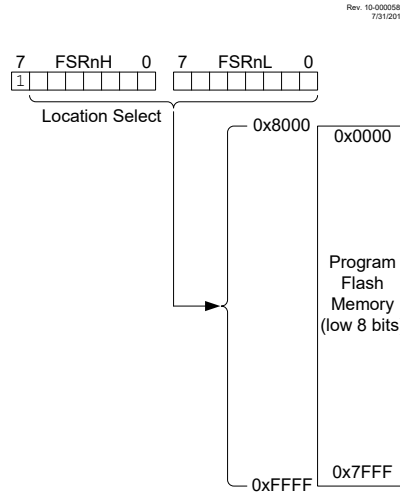 Rev. 10-000058
7/31/201
7 FSRnH 0 7 FSRnL 0
1
Location Select
0x8000 0x0000
Program
Flash
Memory
(low 8 bits
0xFFFF 0x7FFF